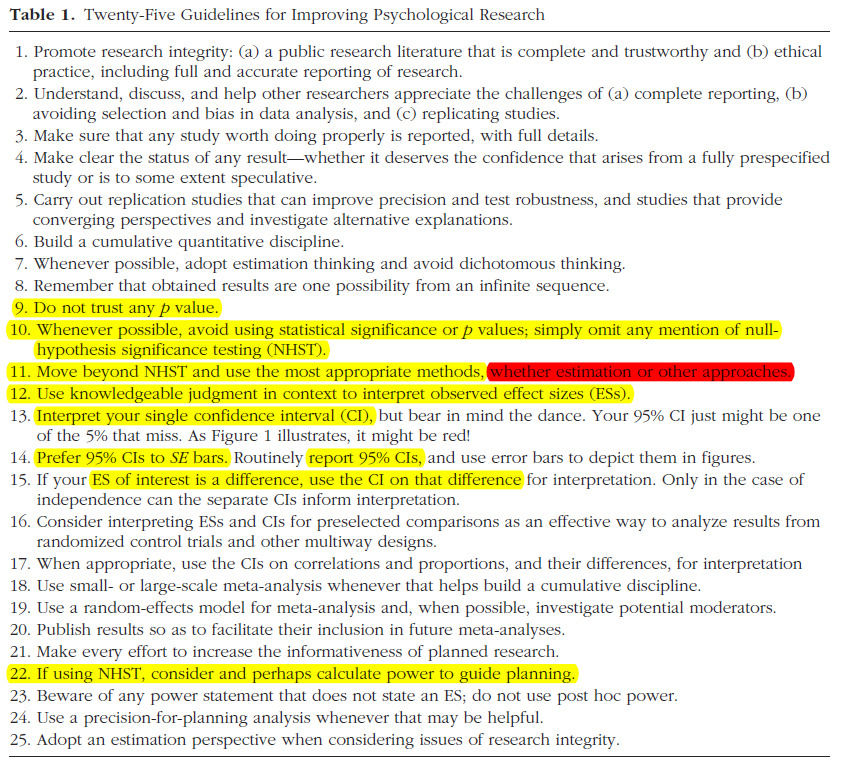 Table 1. Twenty-Five Guidelines for Improving Psychological Research
1. Promote research integrity: (a) a public research literature that is complete and trustworthy and (b) ethical
practice, including full and accurate reporting of research.
2. Understand, discuss, and help other researchers appreciate the challenges of (a) complete reporting, (b)
avoiding selection and bias in data analysis, and (c) replicating studies.
3. Make sure that any study worth doing properly is reported, with full details.
4. Make clear the status of any result—whether it deserves the confidence that arises from a fully prespecified
study or is to some extent speculative.
5. Carry out replication studies that can improve precision and test robustness, and studies that provide
converging perspectives and investigate alternative explanations.
6. Build a cumulative quantitative discipline.
7. Whenever possible, adopt estimation thinking and avoid dichotomous thinking.
8. Remember that obtained results are one possibility from an infinite sequence.
9. Do not trust any p value.
10. Whenever possible, avoid using statistical significance or p values; simply omit any mention of null-
hypothesis significance testing (NHST).
11. Move beyond NHST and use the most appropriate methods, whether estimation or other approaches.
12. Use knowledgeable judgment in context to interpret observed effect sizes (ESs).
13. Interpret your single confidence interval (CI), but bear in mind the dance. Your 95% CI just might be one
of the 5% that miss. As Figure 1 illustrates, it might be red!
14. Prefer 95% CIs to SE bars. Routinely report 95% CIs, and use error bars to depict them in figures.
15. If your ES of interest is a difference, use the CI on that difference for interpretation. Only in the case of
independence can the separate CIs inform interpretation.
16. Consider interpreting ESs and CIs for preselected comparisons as an effective way to analyze results from
randomized control trials and other multiway designs.
17. When appropriate, use the CIs on correlations and proportions, and their differences, for interpretation
18. Use small- or large-scale meta-analysis whenever that helps build a cumulative discipline.
19. Use a random-effects model for meta-analysis and, when possible, investigate potential moderators.
20. Publish results so as to facilitate their inclusion in future meta-analyses.
21. Make every effort to increase the informativeness of planned research.
22. If using NHST, consider and perhaps calculate power to guide planning.
23. Beware of any power statement that does not state an ES; do not use post hoc power.
24. Use a precision-for-planning analysis whenever that may be helpful.
25. Adopt an estimation perspective when considering issues of research integrity.